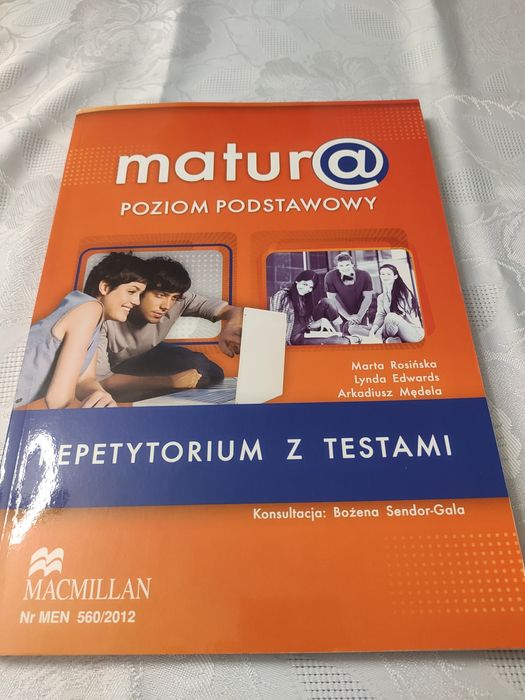 matur@
POZIOM PODSTAWOWY
Marta Rosińska
Lynda Edwards
Arkadiusz Mędela
REPETYTORIUM Z TESTAMI
Konsultacja: Bożena Sendor-Gala
MACMILLAN
Nr MEN 560/2012